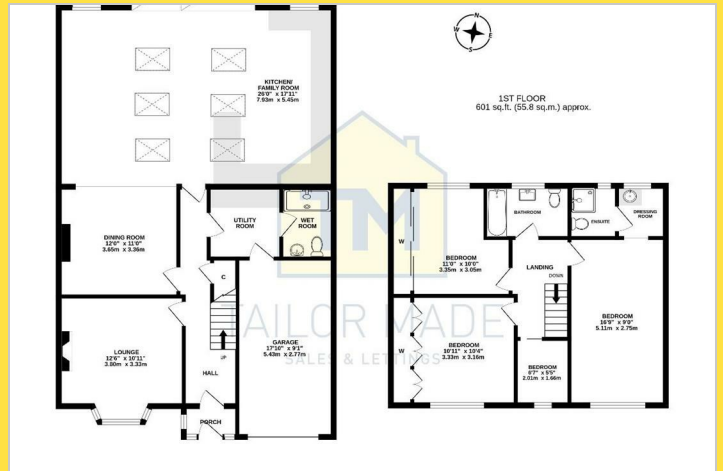 KITCHEN/
FAMILY ROOM
26'0" x 17'11"
7.93m x 5.45m
DINING ROOM
12'0" x 11'0"
3.65m x 3.36m
UTILITY
ROOM
WET
ROOM
C
LOUNGE
12'6" x 10'11"
3.80m x 3.33m
UP
HALL
GARAGE
17'10" x 9'1"
5.43m x 2.77m
PORCH
N
E
S
W
1ST FLOOR
601 sq.ft. (55.8 sq.m.) approx.
W
BEDROOM
11'0" x 10'0"
3.35m x 3.05m
BATHROOM
ENSUITE
DRESSING
ROOM
LANDING
DOWN
W
BEDROOM
10'11" x 10'4"
3.33m x 3.16m
BEDROOM
6'7" x 5'5"
2.01m x 1.66m
BEDROOM
16'9" x 9'0"
5.11m x 2.75m
TM
TAILOR MADE
SALES & LETTINGS